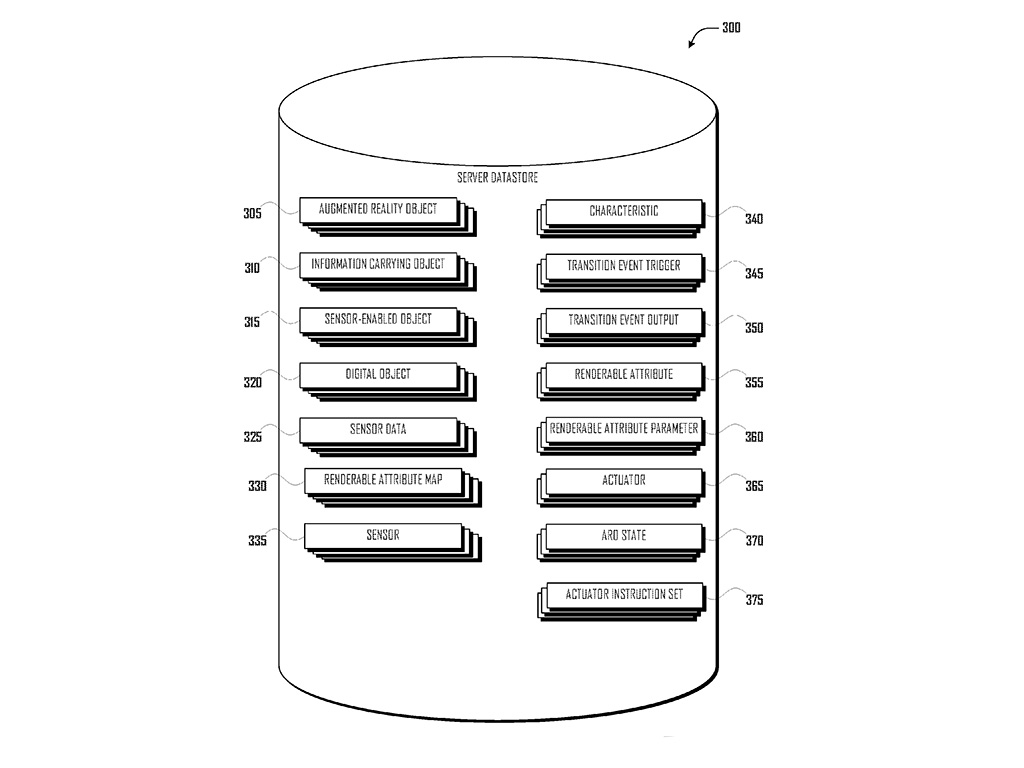 300
SERVER DATASTORE
305 AUGMENTED REALITY OBJECT
CHARACTERISTIC 340
310 INFORMATION CARRYING OBJECT
TRANSITION EVENT TRIGGER 345
315 SENSOR-ENABLED OBJECT
TRANSITION EVENT OUTPUT 350
320 DIGITAL OBJECT
RENDERABLE ATTRIBUTE 355
325 SENSOR DATA
RENDERABLE ATTRIBUTE PARAMETER 360
330 RENDERABLE ATTRIBUTE MAP
ACTUATOR 365
335 SENSOR
ARO STATE 370
ACTUATOR INSTRUCTION SET 375